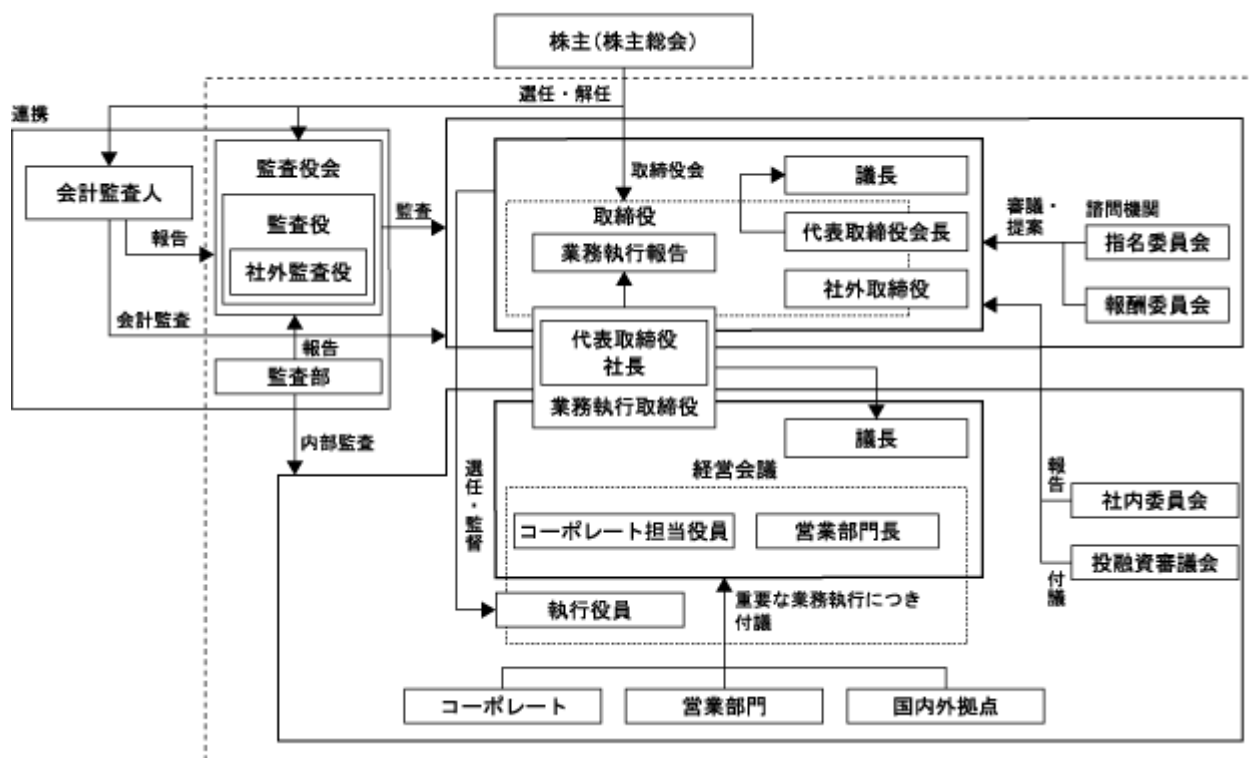 株主(株主総会)
選任・解任
連携
監査役会
会計監査人
監査役
社外監査役
報告
監査
会計監査
報告
監査部
内部監査
取締役会
議長
取締役
代表取締役会長
業務執行報告
社外取締役
審議・
提案
諮問機関
指名委員会
報酬委員会
代表取締役
社長
業務執行取締役
議長
経営会議
選任・監督
コーポレート担当役員
営業部門長
報告
社内委員会
投融資審議会
付議
執行役員
重要な業務執行につき
付議
コーポレート
営業部門
国内外拠点